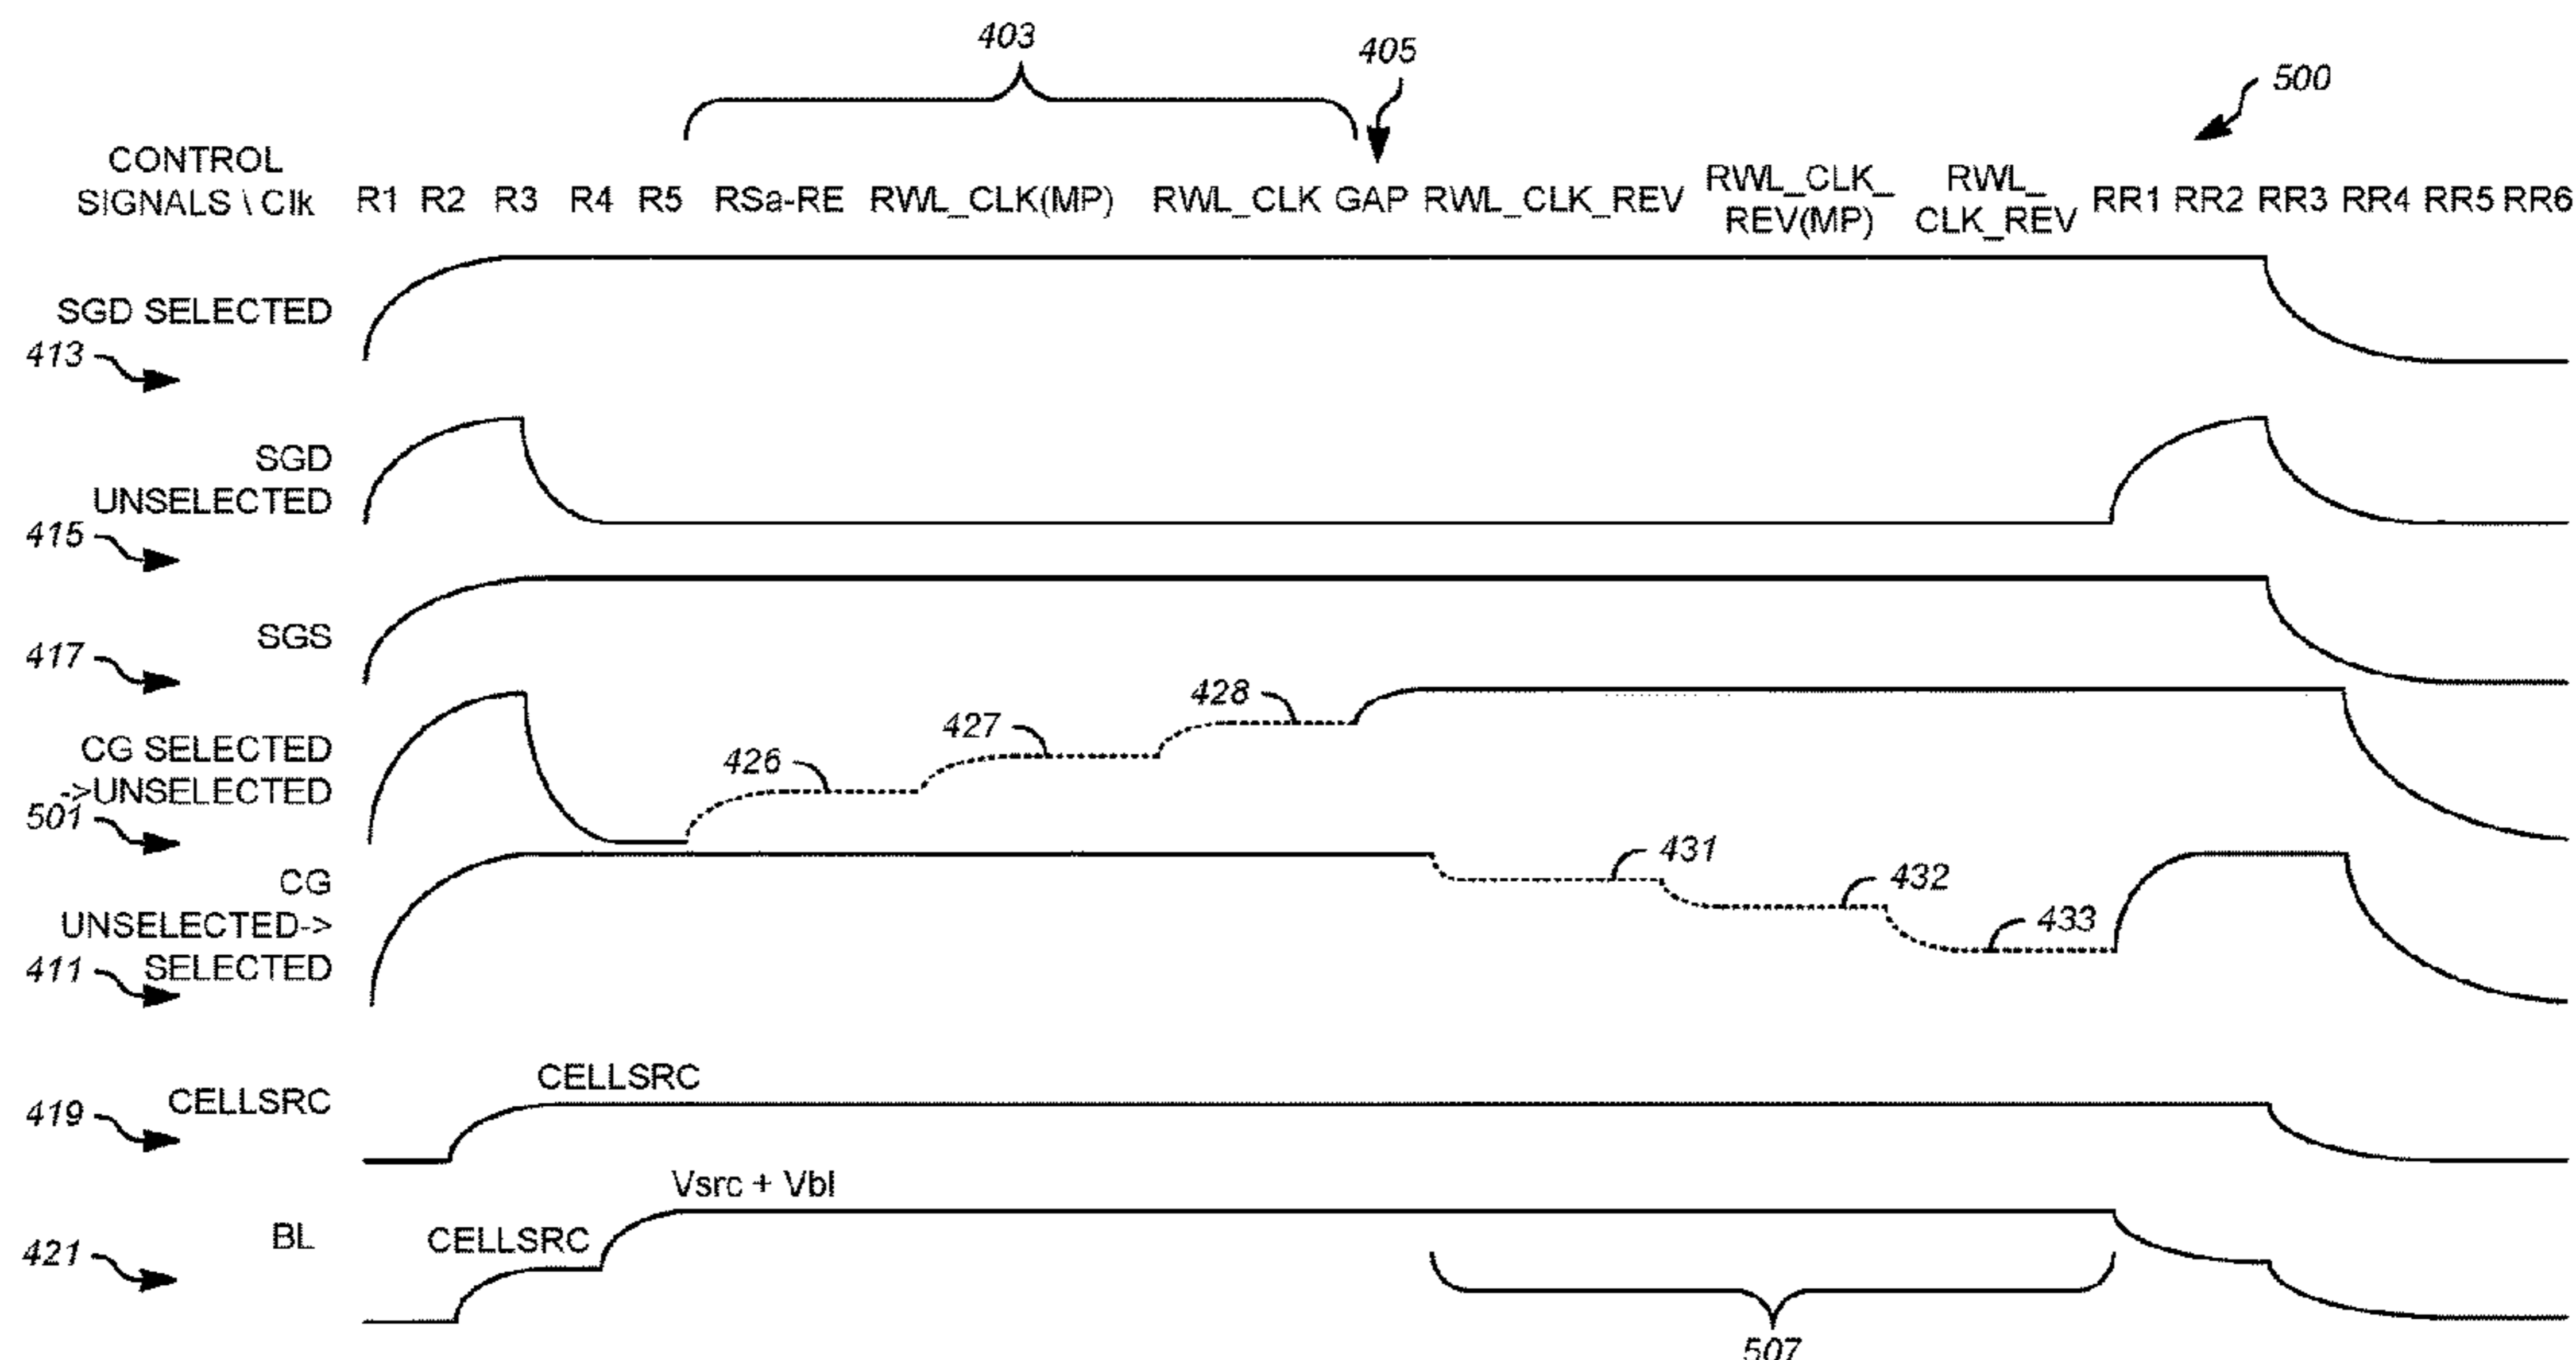 403
405
500
CONTROL
SIGNALS \ Clk R1 R2 R3 R4 R5 RSa-RE RWL_CLK(MP) RWL_CLK GAP RWL_CLK_REV RWL_CLK_
REV(MP) RWL_
CLK_REV RR1 RR2 RR3 RR4 RR5 RR6
SGD SELECTED
413
SGD
UNSELECTED
415
SGS
417
CG SELECTED
->UNSELECTED
501
426
427
428
CG
UNSELECTED->
SELECTED
411
431
432
433
CELLSRC
419
CELLSRC
BL
421
CELLSRC
Vsrc + Vbl
507